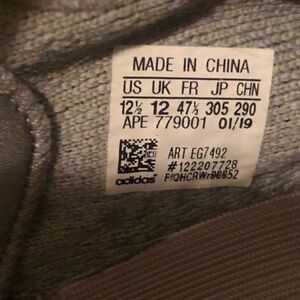 MADE IN CHINA
US UK FR JP CHN
12½ 12 47⅓ 305 290
APE 779001 01/19
ART EG7492
#122207728
adidas